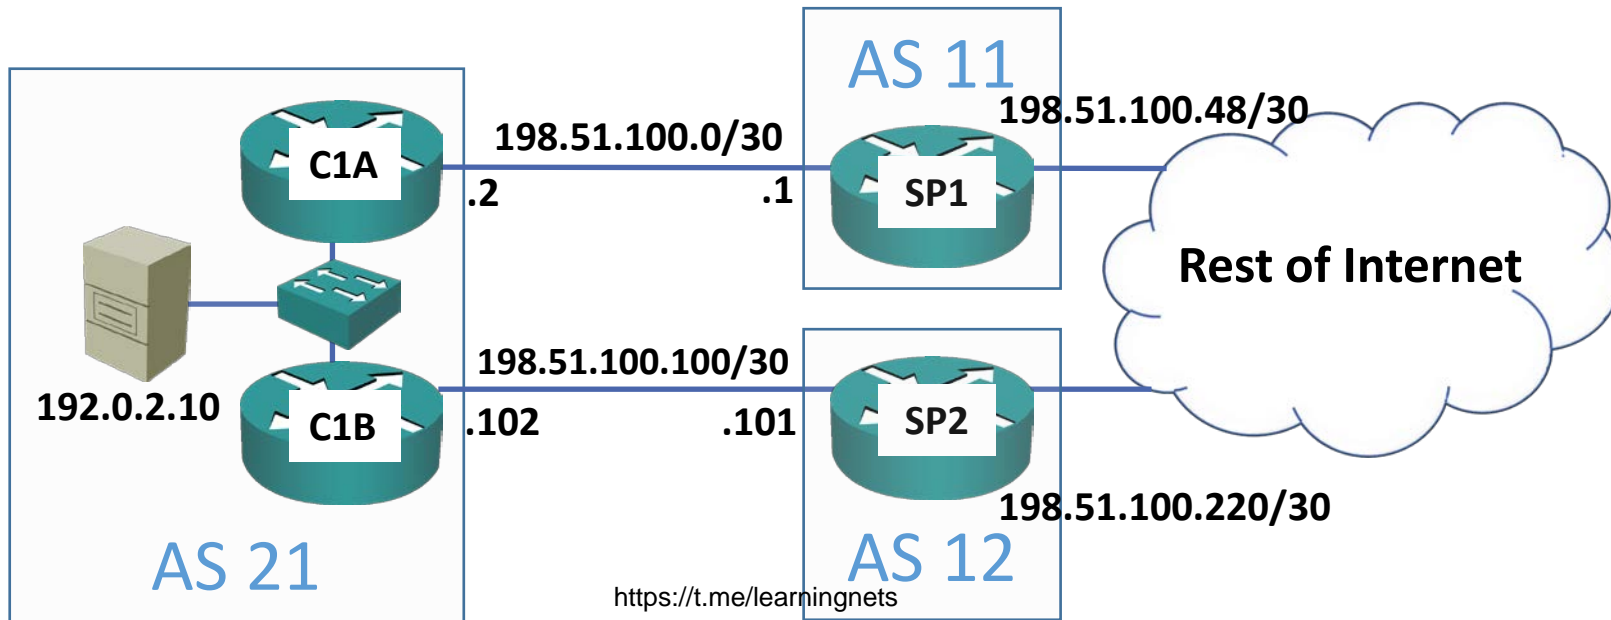 AS 11
198.51.100.48/30
198.51.100.0/30
C1A
.2
.1
SP1
Rest of Internet
192.0.2.10
198.51.100.100/30
C1B
.102
.101
SP2
198.51.100.220/30
AS 21
AS 12
https://t.me/learningnets